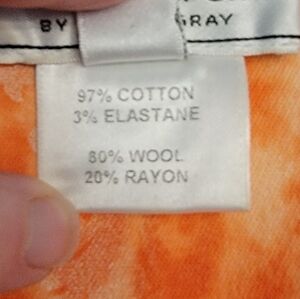 BY GRAY
97% COTTON
3% ELASTANE
80% WOOL
20% RAYON